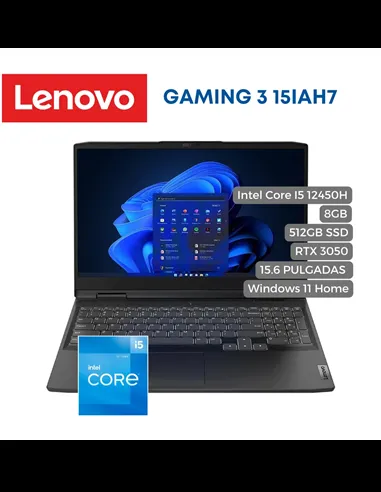 Lenovo
GAMING 3 15IAH7
Intel Core I5 12450H
8GB
512GB SSD
RTX 3050
15.6 PULGADAS
Windows 11 Home
i5
intel
CORE
Lenovo